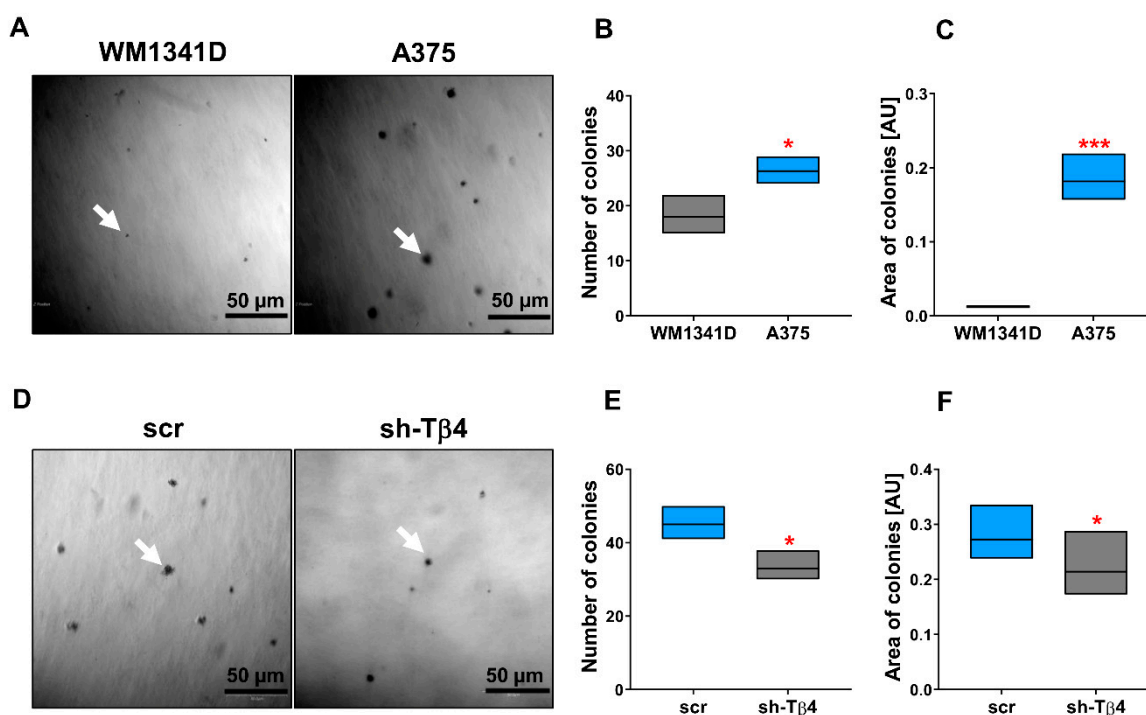 A
WM1341D
A375
50 µm
50 µm
B
Number of colonies
40
30
20
10
0
*
WM1341D
A375
C
Area of colonies [AU]
0.3
0.2
0.1
0.0
***
WM1341D
A375
D
scr
sh-Tβ4
50 µm
50 µm
E
Number of colonies
60
40
20
0
*
scr
sh-Tβ4
F
Area of colonies [AU]
0.4
0.3
0.2
0.1
0.0
*
scr
sh-Tβ4